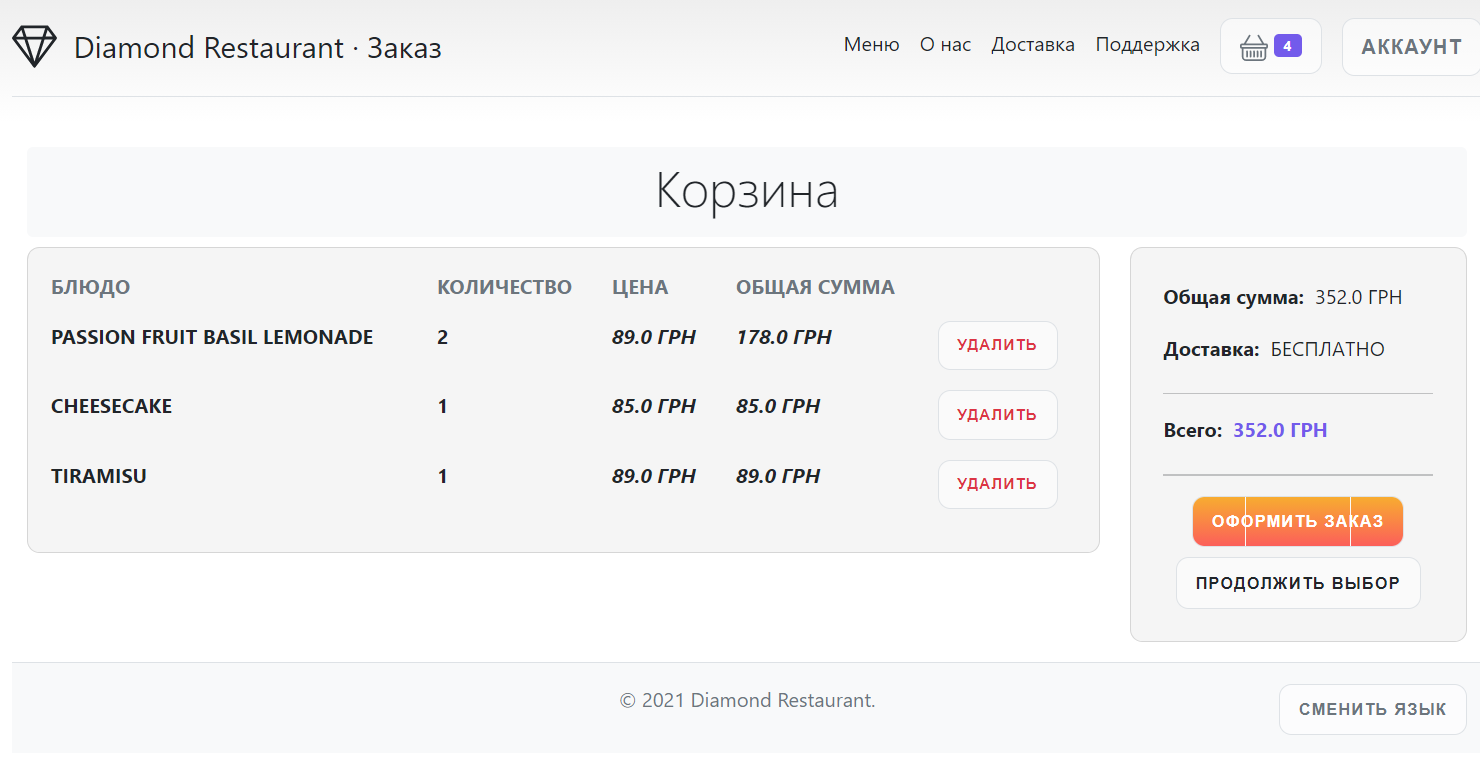 Diamond Restaurant · Заказ
Меню О нас Доставка Поддержка 4 АККАУНТ
Корзина
БЛЮДО КОЛИЧЕСТВО ЦЕНА ОБЩАЯ СУММА
PASSION FRUIT BASIL LEMONADE 2 89.0 ГРН 178.0 ГРН УДАЛИТЬ
CHEESECAKE 1 85.0 ГРН 85.0 ГРН УДАЛИТЬ
TIRAMISU 1 89.0 ГРН 89.0 ГРН УДАЛИТЬ
Общая сумма: 352.0 ГРН
Доставка: БЕСПЛАТНО
Всего: 352.0 ГРН
ОФОРМИТЬ ЗАКАЗ
ПРОДОЛЖИТЬ ВЫБОР
© 2021 Diamond Restaurant.
СМЕНИТЬ ЯЗЫК